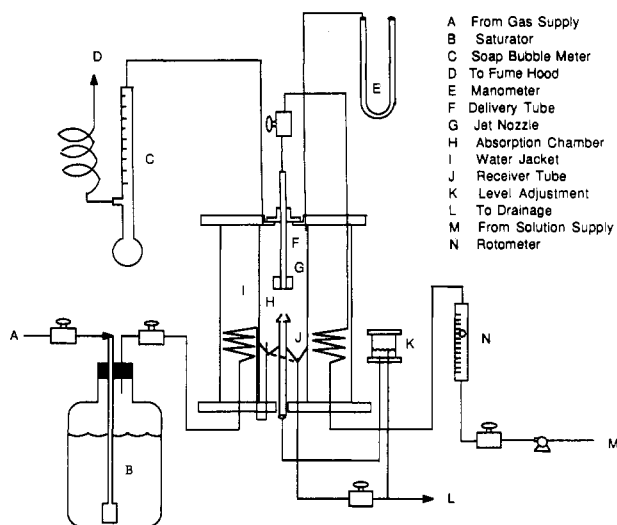 A From Gas Supply
B Saturator
C Soap Bubble Meter
D To Fume Hood
E Manometer
F Delivery Tube
G Jet Nozzle
H Absorption Chamber
I Water Jacket
J Receiver Tube
K Level Adjustment
L To Drainage
M From Solution Supply
N Rotometer
D
E
C
F
G
I
H
A
J
K
N
B
M
L